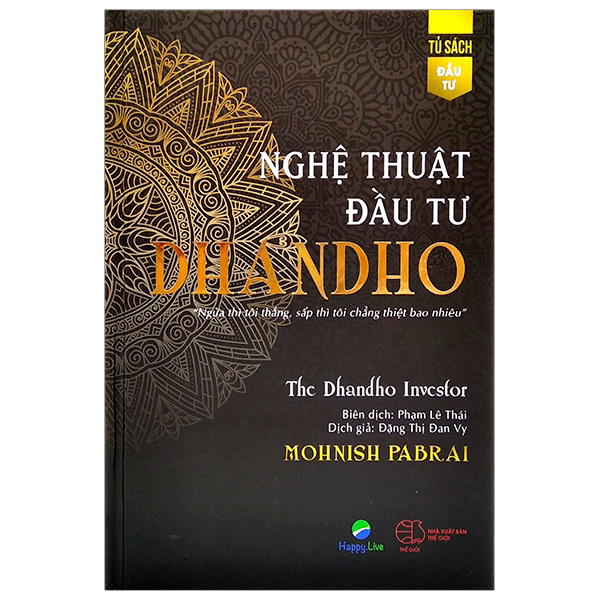 TỦ SÁCH
ĐẦU TƯ
NGHỆ THUẬT
ĐẦU TƯ
DHANDHO
"Ngửa thì tôi thắng, sấp thì tôi chẳng thiệt bao nhiêu"
The Dhandho Investor
Biên dịch: Phạm Lê Thái
Dịch giả: Đặng Thị Đan Vy
MOHNISH PABRAI
Happy.Live
NHÀ XUẤT BẢN
THẾ GIỚI
THẾ GIỚI